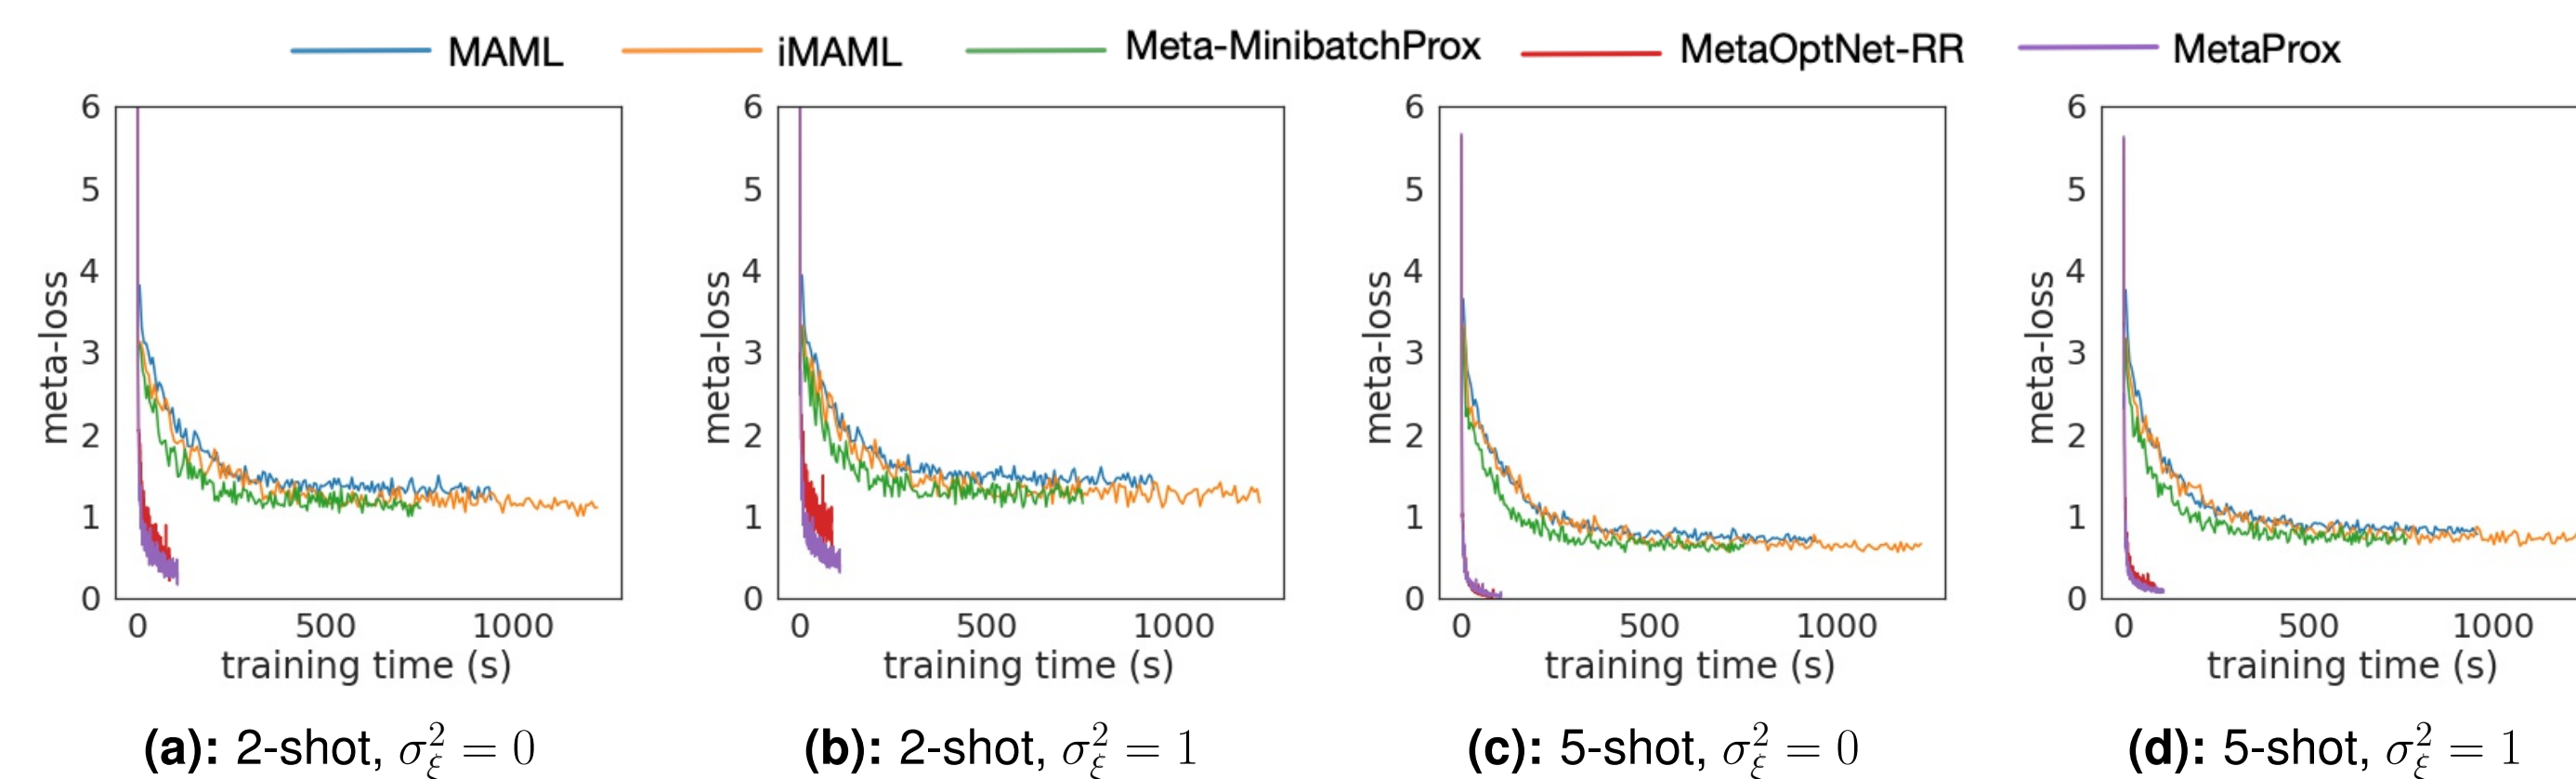 MAML iMAML Meta-MinibatchProx MetaOptNet-RR MetaProx
6
5
4
3
2
1
0
meta-loss
0 500 1000
training time (s)
(a): 2-shot, σ²_ξ = 0
6
5
4
3
2
1
0
meta-loss
0 500 1000
training time (s)
(b): 2-shot, σ²_ξ = 1
6
5
4
3
2
1
0
meta-loss
0 500 1000
training time (s)
(c): 5-shot, σ²_ξ = 0
6
5
4
3
2
1
0
meta-loss
0 500 1000
training time (s)
(d): 5-shot, σ²_ξ = 1